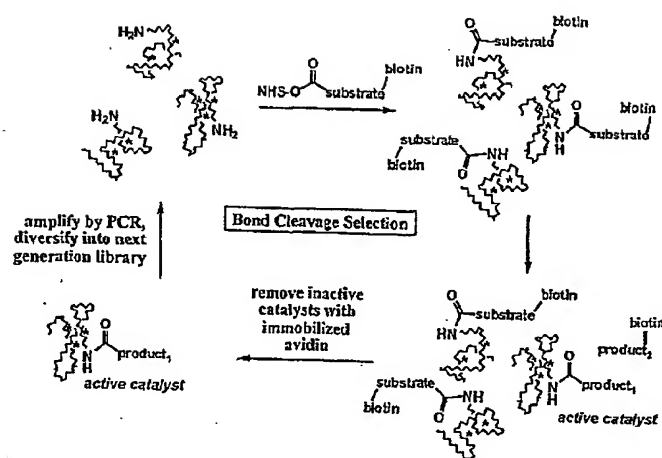 H₂N
H₂N
NH₂
NHS-O
O
substrate
biotin
O
substrate
biotin
HN
O
substrate
biotin
N
H
substrate
biotin
O
NH
amplify by PCR,
diversify into next
generation library
Bond Cleavage Selection
remove inactive
catalysts with
immobilized
avidin
O
N
H
product₁
active catalyst
O
substrate
biotin
HN
biotin
product₂
O
N
H
product₁
active catalyst
substrate
biotin
O
NH